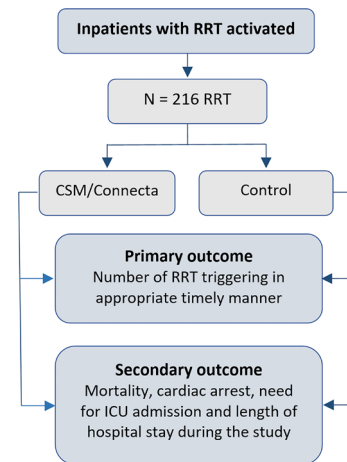 Inpatients with RRT activated
N = 216 RRT
CSM/Connecta
Control
Primary outcome
Number of RRT triggering in
appropriate timely manner
Secondary outcome
Mortality, cardiac arrest, need
for ICU admission and length of
hospital stay during the study